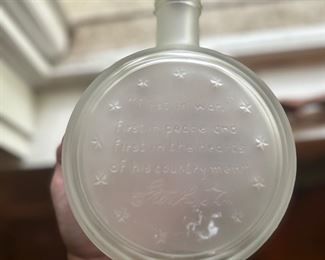 "First in war,
first in peace and
first in the hearts
of his countrymen"